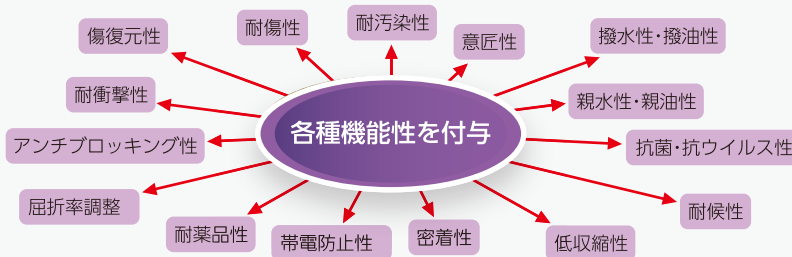 傷復元性
耐傷性
耐汚染性
意匠性
撥水性・撥油性
耐衝撃性
親水性・親油性
各種機能性を付与
アンチブロッキング性
抗菌・抗ウイルス性
屈折率調整
耐候性
耐薬品性
帯電防止性
密着性
低収縮性